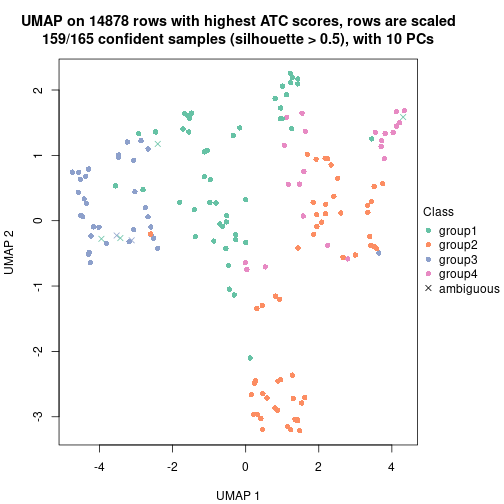 UMAP on 14878 rows with highest ATC scores, rows are scaled
159/165 confident samples (silhouette > 0.5), with 10 PCs
2
1
0
-1
-2
-3
UMAP 2
-4
-2
0
2
4
UMAP 1
Class
group1
group2
group3
group4
ambiguous